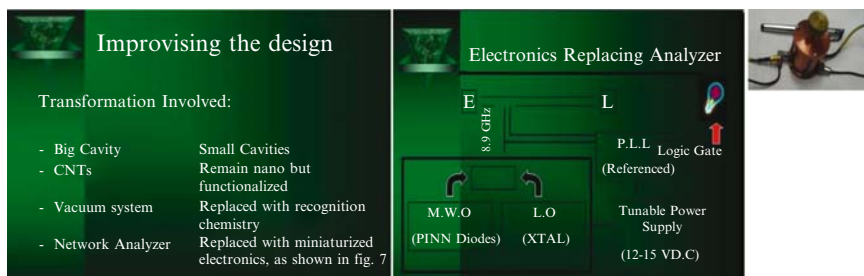 Improvising the design
Transformation Involved:
- Big Cavity Small Cavities
- CNTs Remain nano but
functionalized
- Vacuum system Replaced with recognition
chemistry
- Network Analyzer Replaced with miniaturized
electronics, as shown in fig. 7
Electronics Replacing Analyzer
E L
8.9 GHz
P.L.L Logic Gate
(Referenced)
M.W.O L.O Tunable Power
Supply
(PINN Diodes) (XTAL)
(12-15 VD.C)